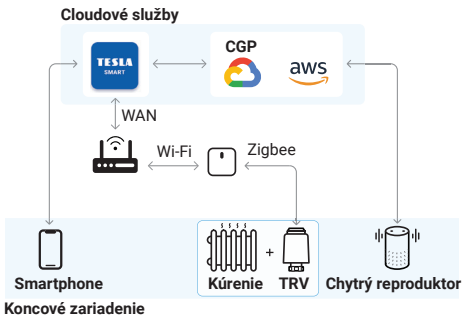 Cloudové služby
TESLA
SMART
CGP
aws
WAN
Wi-Fi
Zigbee
+
Smartphone
Kúrenie
TRV
Chytrý reproduktor
Koncové zariadenie